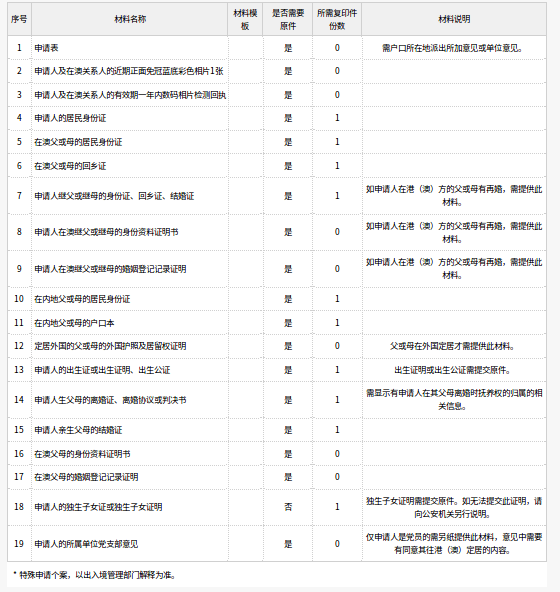 序号 材料名称 材料模板 是否需要原件 所需复印件份数 材料说明
1 申请表 是 0 需户口所在地派出所加意见或单位意见。
2 申请人及在澳关系人的近期正面免冠蓝底彩色相片1张 是 0
3 申请人及在澳关系人的有效期一年内数码相片检测回执 是 0
4 申请人的居民身份证 是 1
5 在澳父或母的居民身份证 是 1
6 在澳父或母的回乡证 是 1
7 申请人继父或继母的身份证、回乡证、结婚证 是 1 如申请人在港（澳）方的父或母有再婚，需提供此材料。
8 申请人在澳继父或继母的身份资料证明书 是 0 如申请人在港（澳）方的父或母有再婚，需提供此材料。
9 申请人在澳继父或继母的婚姻登记记录证明 是 0 如申请人在港（澳）方的父或母有再婚，需提供此材料。
10 在内地父或母的居民身份证 是 1
11 在内地父或母的户口本 是 1
12 定居外国的父或母的外国护照及居留权证明 是 0 父或母在外国定居才需提供此材料。
13 申请人的出生证或出生证明、出生公证 是 1 出生证明或出生公证需提交原件。
14 申请人生父母的离婚证、离婚协议或判决书 是 1 需显示有申请人在其父母离婚时抚养权的归属的相关信息。
15 申请人亲生父母的结婚证 是 1
16 在澳父母的身份资料证明书 是 0
17 在澳父母的婚姻登记记录证明 是 0
18 申请人的独生子女证或独生子女证明 否 1 独生子女证明需提交原件。如无法提交此证明，请向公安机关另行说明。
19 申请人的所属单位党支部意见 是 0 仅申请人是党员的需另纸提供此材料，意见中需要有同意其往港（澳）定居的内容。
* 特殊申请个案，以出入境管理部门解释为准。